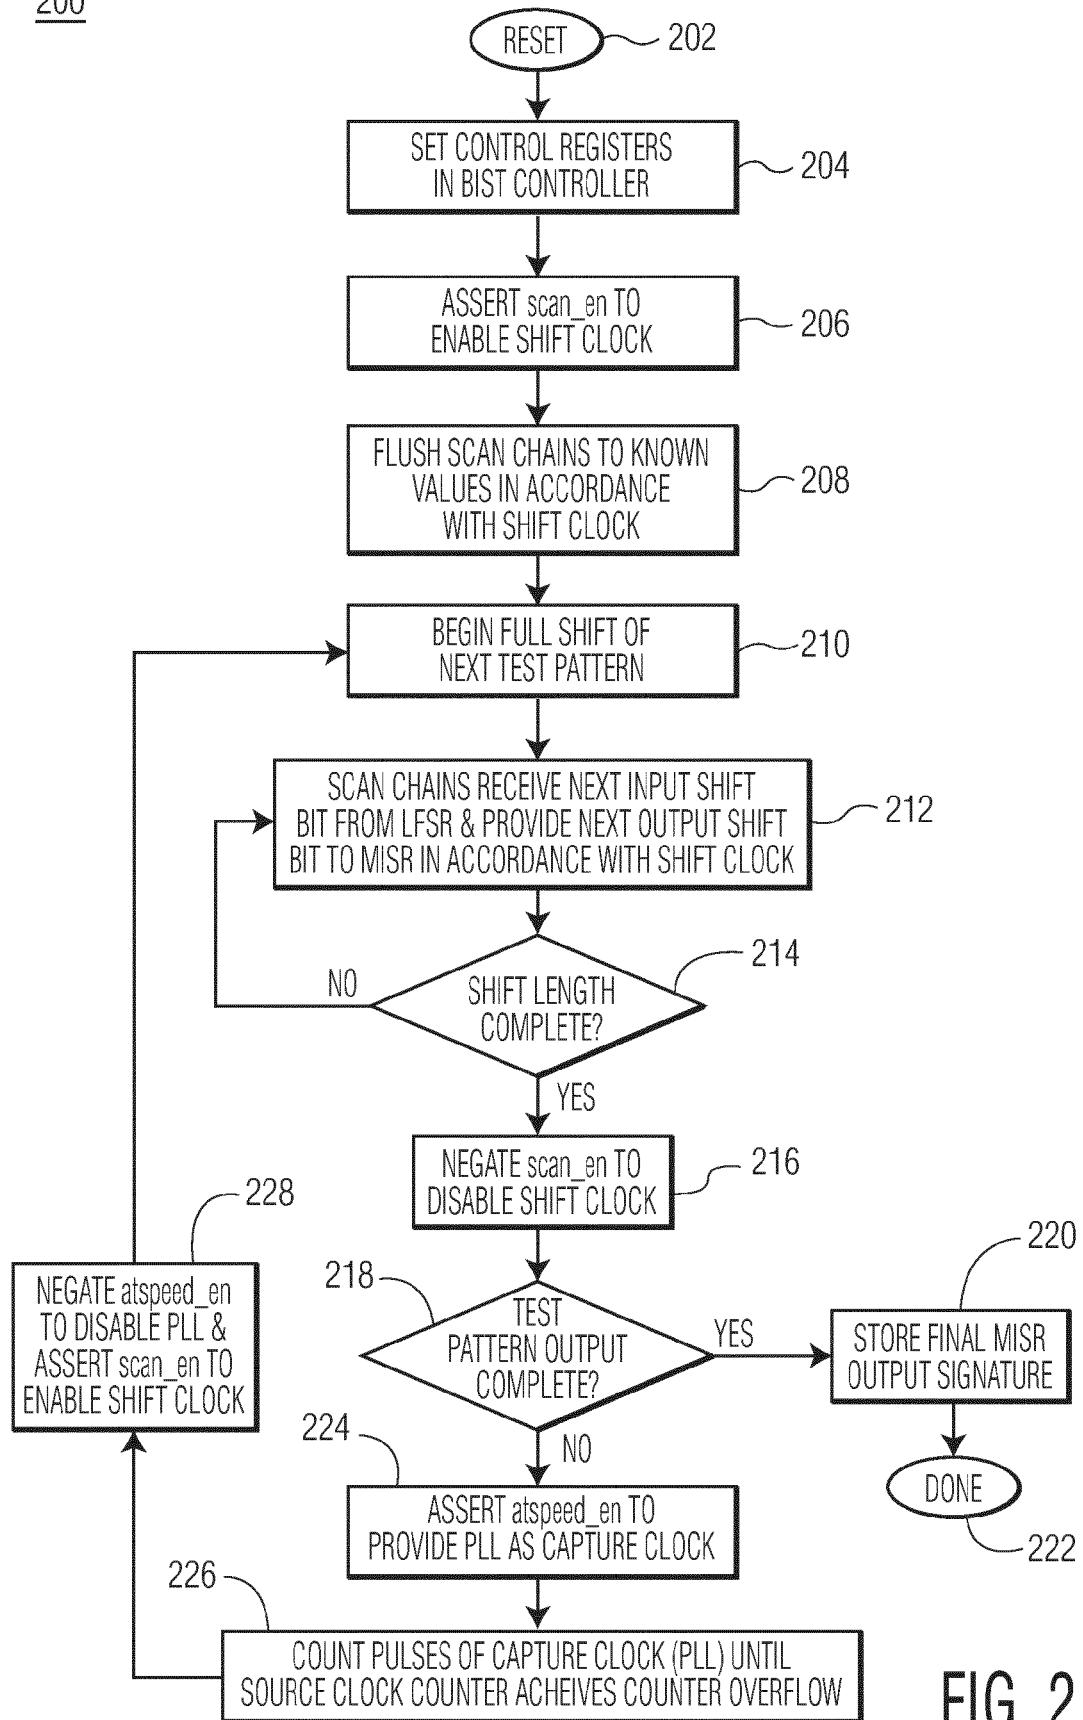 200
RESET
202
SET CONTROL REGISTERS
IN BIST CONTROLLER
204
ASSERT scan_en TO
ENABLE SHIFT CLOCK
206
FLUSH SCAN CHAINS TO KNOWN
VALUES IN ACCORDANCE
WITH SHIFT CLOCK
208
BEGIN FULL SHIFT OF
NEXT TEST PATTERN
210
SCAN CHAINS RECEIVE NEXT INPUT SHIFT
BIT FROM LFSR & PROVIDE NEXT OUTPUT SHIFT
BIT TO MISR IN ACCORDANCE WITH SHIFT CLOCK
212
214
NO
SHIFT LENGTH
COMPLETE?
YES
NEGATE scan_en TO
DISABLE SHIFT CLOCK
216
228
NEGATE atspeed_en
TO DISABLE PLL &
ASSERT scan_en TO
ENABLE SHIFT CLOCK
218
TEST
PATTERN OUTPUT
COMPLETE?
YES
220
STORE FINAL MISR
OUTPUT SIGNATURE
NO
DONE
222
224
ASSERT atspeed_en TO
PROVIDE PLL AS CAPTURE CLOCK
226
COUNT PULSES OF CAPTURE CLOCK (PLL) UNTIL
SOURCE CLOCK COUNTER ACHEIVES COUNTER OVERFLOW
FIG. 2